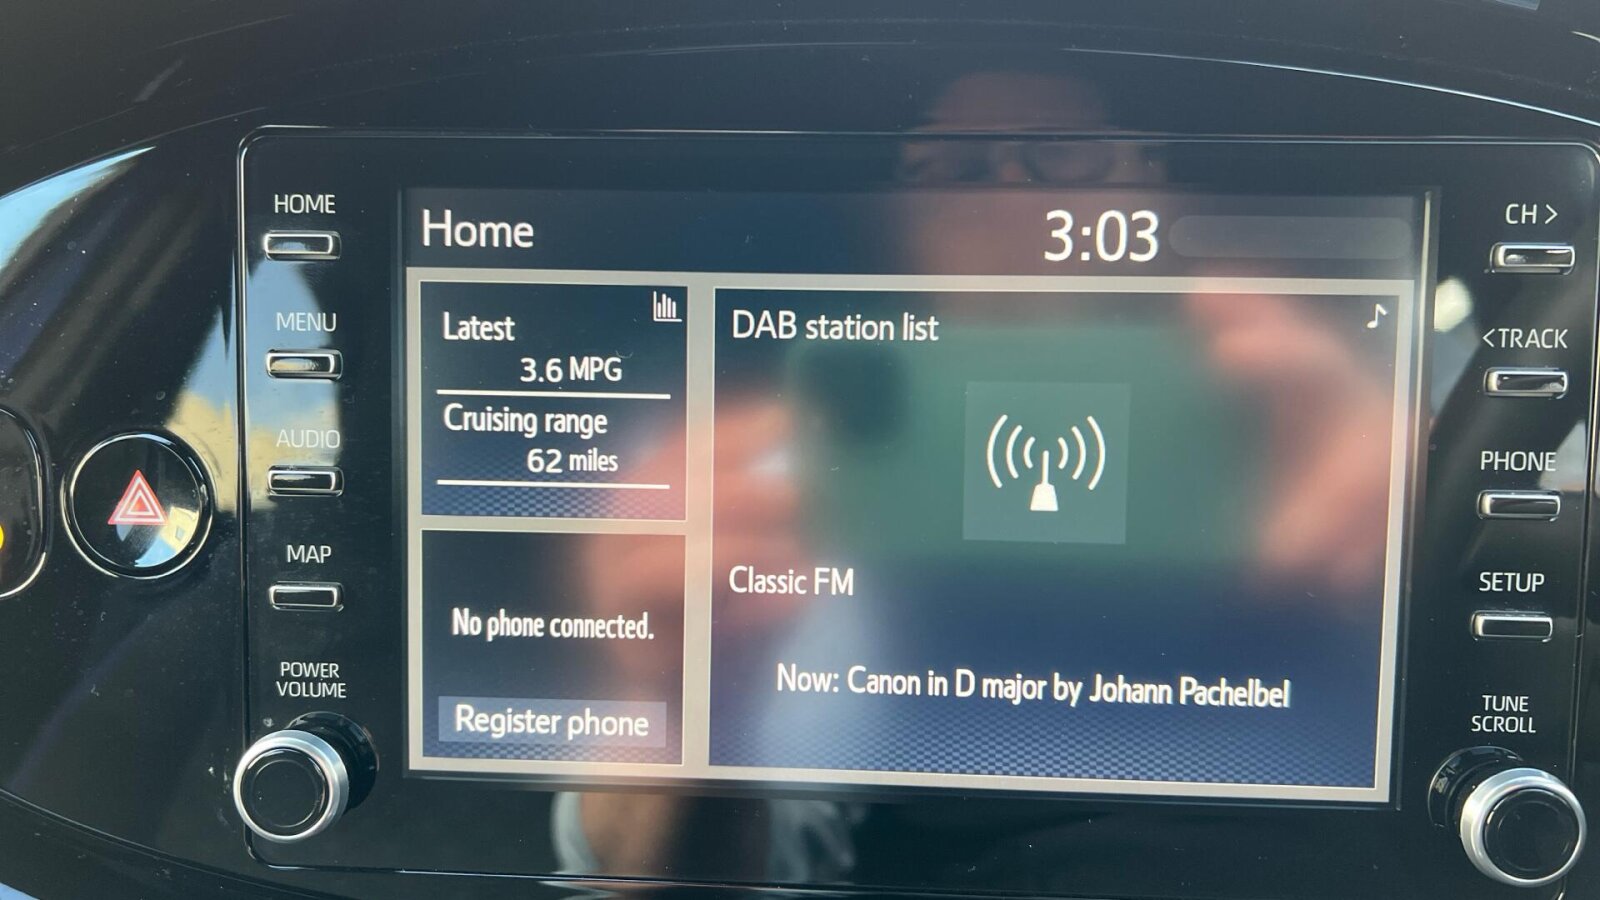 HOME
MENU
AUDIO
MAP
POWER
VOLUME
Home
3:03
Latest
3.6 MPG
Cruising range
62 miles
No phone connected.
Register phone
DAB station list
Classic FM
Now: Canon in D major by Johann Pachelbel
CH >
<TRACK
PHONE
SETUP
TUNE
SCROLL